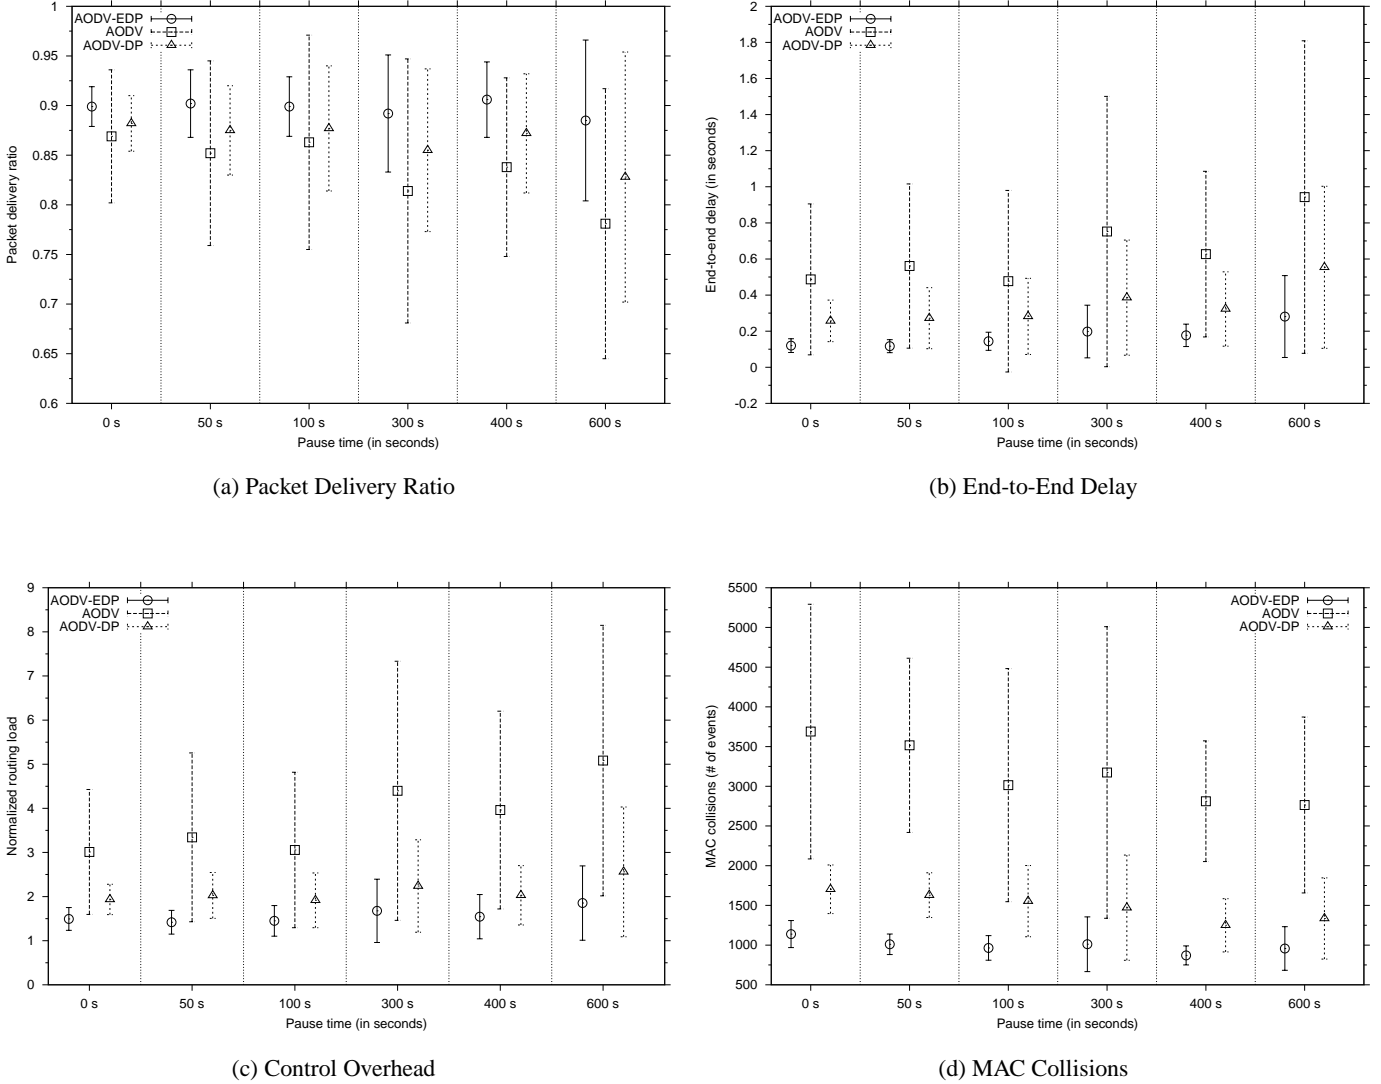 AODV-EDP
AODV
AODV-DP
1
0.95
0.9
0.85
0.8
0.75
0.7
0.65
0.6
Packet delivery ratio
0 s 50 s 100 s 300 s 400 s 600 s
Pause time (in seconds)
(a) Packet Delivery Ratio
AODV-EDP
AODV
AODV-DP
2
1.8
1.6
1.4
1.2
1
0.8
0.6
0.4
0.2
0
-0.2
End-to-end delay (in seconds)
0 s 50 s 100 s 300 s 400 s 600 s
Pause time (in seconds)
(b) End-to-End Delay
AODV-EDP
AODV
AODV-DP
9
8
7
6
5
4
3
2
1
0
Normalized routing load
0 s 50 s 100 s 300 s 400 s 600 s
Pause time (in seconds)
(c) Control Overhead
AODV-EDP
AODV
AODV-DP
5500
5000
4500
4000
3500
3000
2500
2000
1500
1000
500
MAC collisions (# of events)
0 s 50 s 100 s 300 s 400 s 600 s
Pause time (in seconds)
(d) MAC Collisions